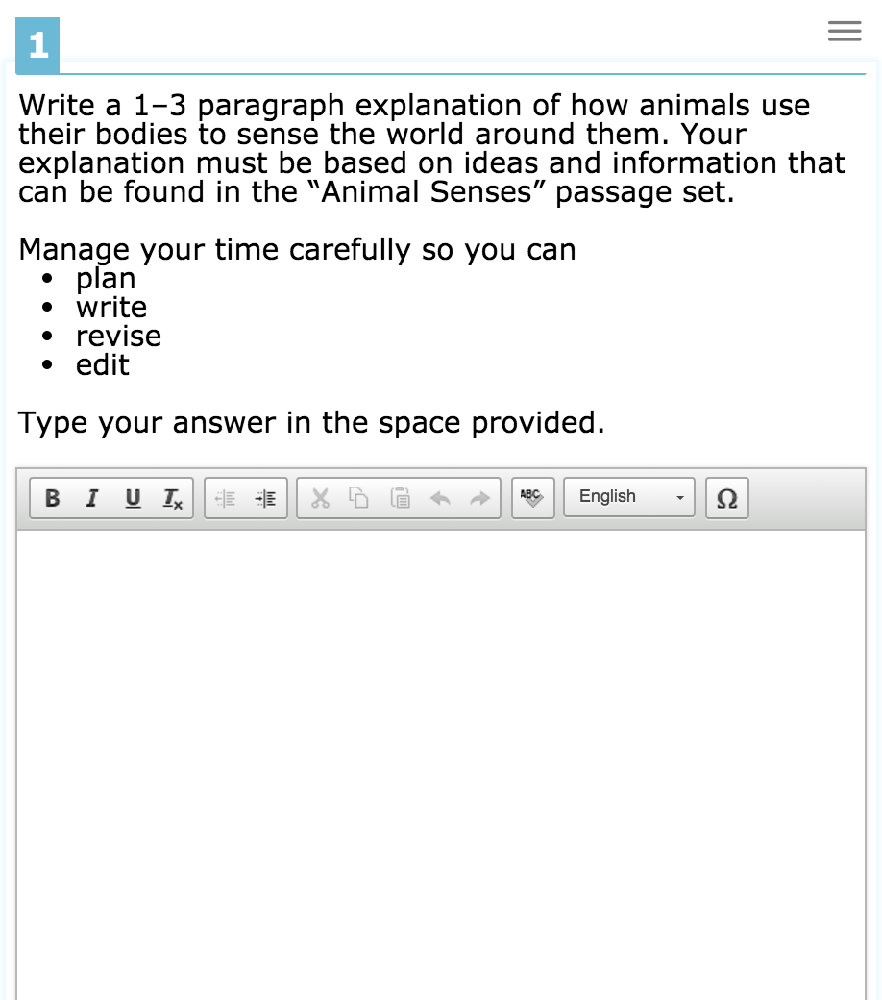 1
Write a 1–3 paragraph explanation of how animals use
their bodies to sense the world around them. Your
explanation must be based on ideas and information that
can be found in the “Animal Senses” passage set.
Manage your time carefully so you can
• plan
• write
• revise
• edit
Type your answer in the space provided.
B I U Tx ABC English Ω